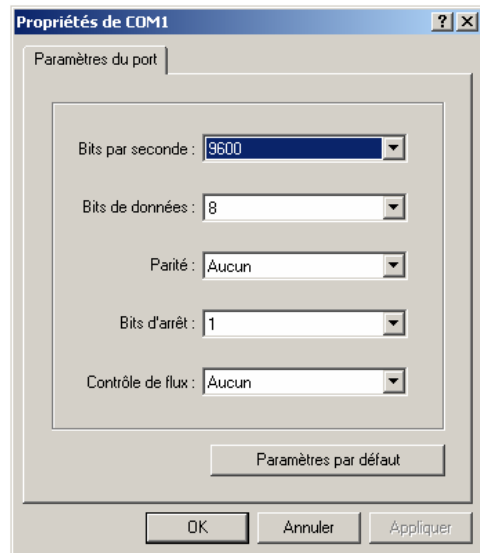 Propriétés de COM1
Paramètres du port
Bits par seconde : 9600
Bits de données : 8
Parité : Aucun
Bits d'arrêt : 1
Contrôle de flux : Aucun
Paramètres par défaut
OK Annuler Appliquer